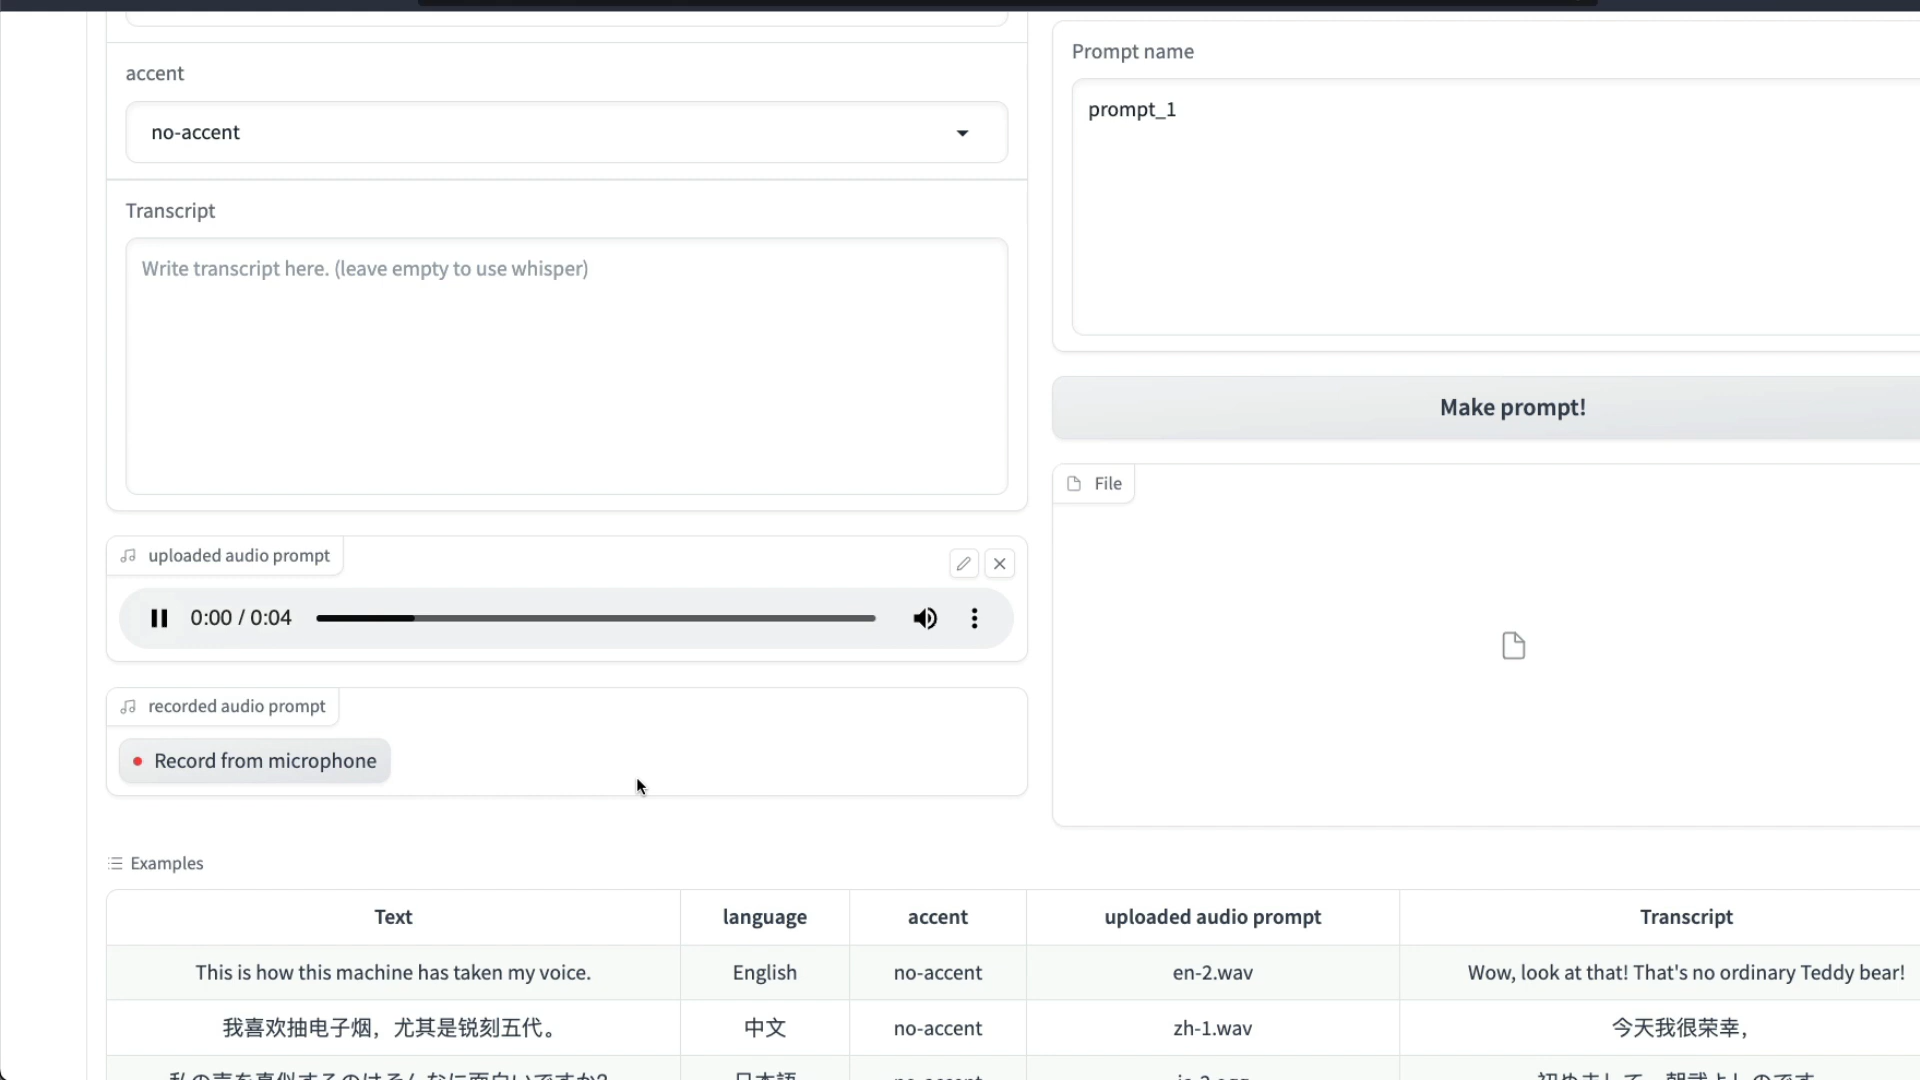 accent
no-accent
Transcript
Write transcript here. (leave empty to use whisper)
uploaded audio prompt
0:00 / 0:04
recorded audio prompt
Record from microphone
Prompt name
prompt_1
Make prompt!
File
Examples
Text language accent uploaded audio prompt Transcript
This is how this machine has taken my voice. English no-accent en-2.wav Wow, look at that! That's no ordinary Teddy bear!
我喜欢抽电子烟，尤其是锐刻五代。 中文 no-accent zh-1.wav 今天我很荣幸，